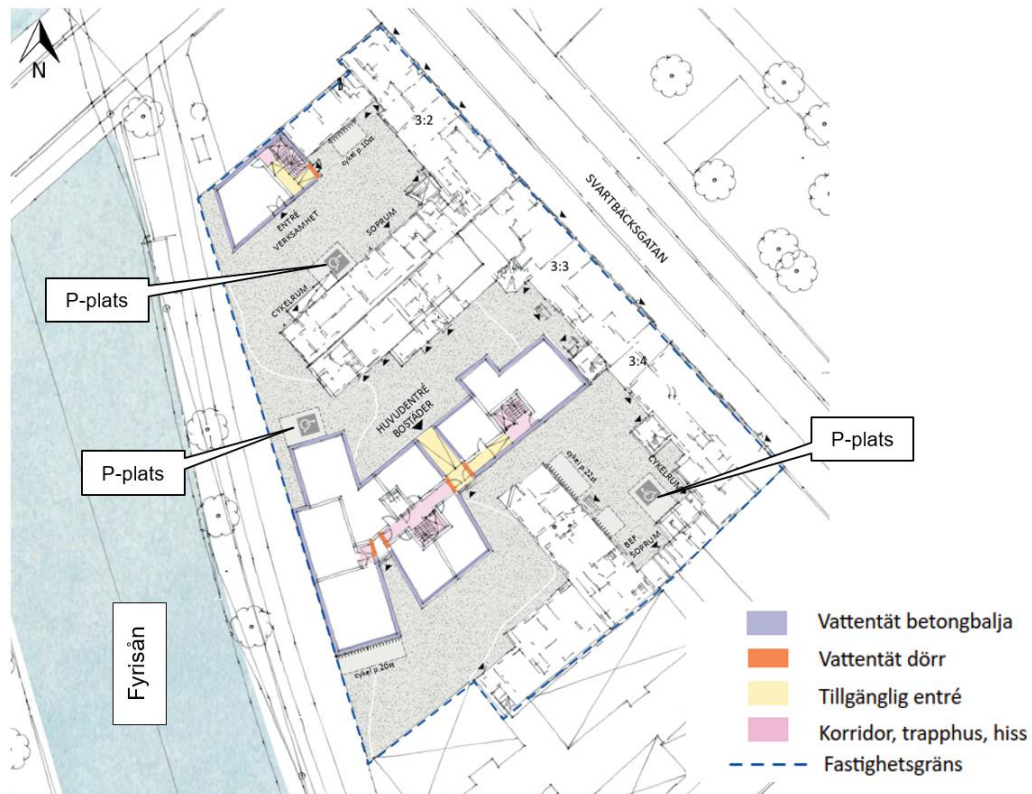 N
3:2
cykel p.10st
SVARTBÄCKSGATAN
ENTRÉ
VERKSAMHET
SOPRUM
3:3
P-plats
CYKELRUM
3:4
HUVUDENTRÉ
BOSTÄDER
P-plats
P-plats
cykel p.22st
CYKELRUM
BEF.
SOPRUM
Fyrisån
cykel p.20st
Vattentät betongbalja
Vattentät dörr
Tillgänglig entré
Korridor, trapphus, hiss
Fastighetsgräns